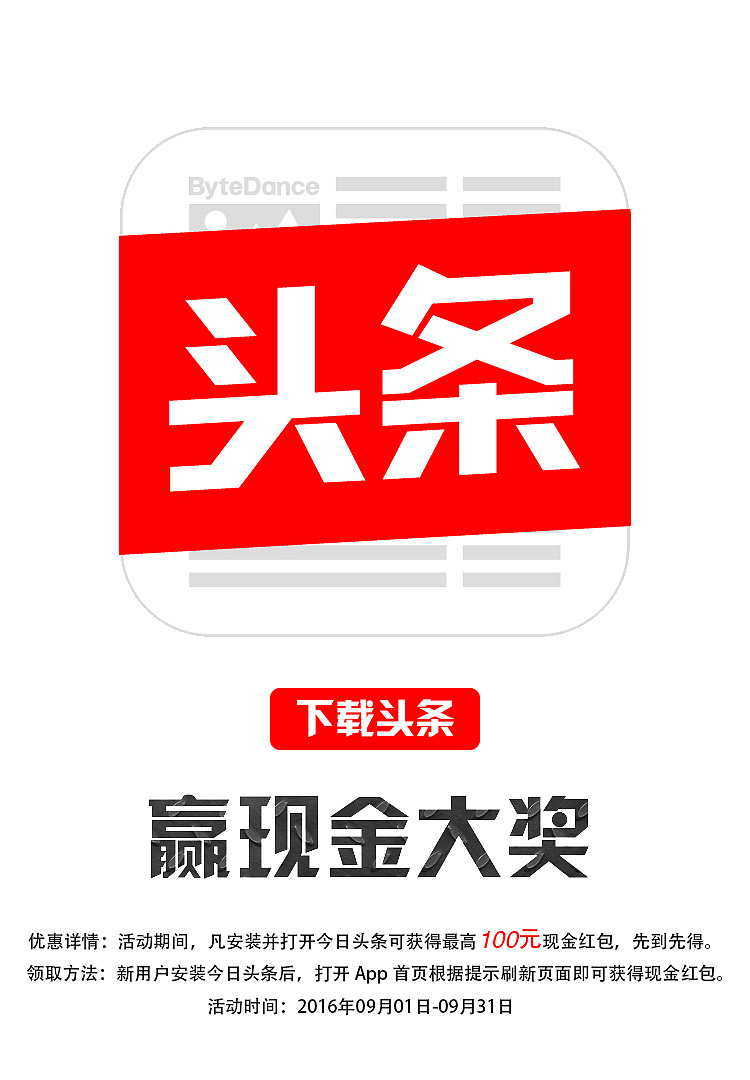 ByteDance
头条
下载头条
赢现金大奖
优惠详情：活动期间，凡安装并打开今日头条可获得最高100元现金红包，先到先得。
领取方法：新用户安装今日头条后，打开 App 首页根据提示刷新页面即可获得现金红包。
活动时间：2016年09月01日-09月31日